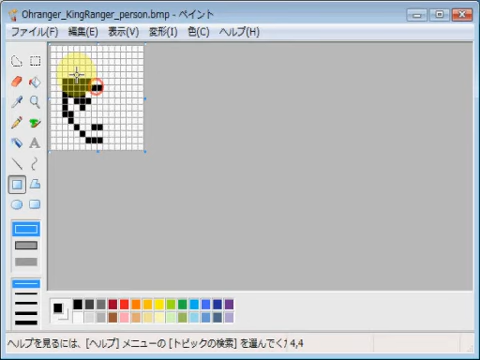 Ohranger_KingRanger_person.bmp - ペイント
ファイル(F) 編集(E) 表示(V) 変形(I) 色(C) ヘルプ(H)
A
ヘルプを見るには、[ヘルプ] メニューの [トピックの検索] を選んでく 4,4